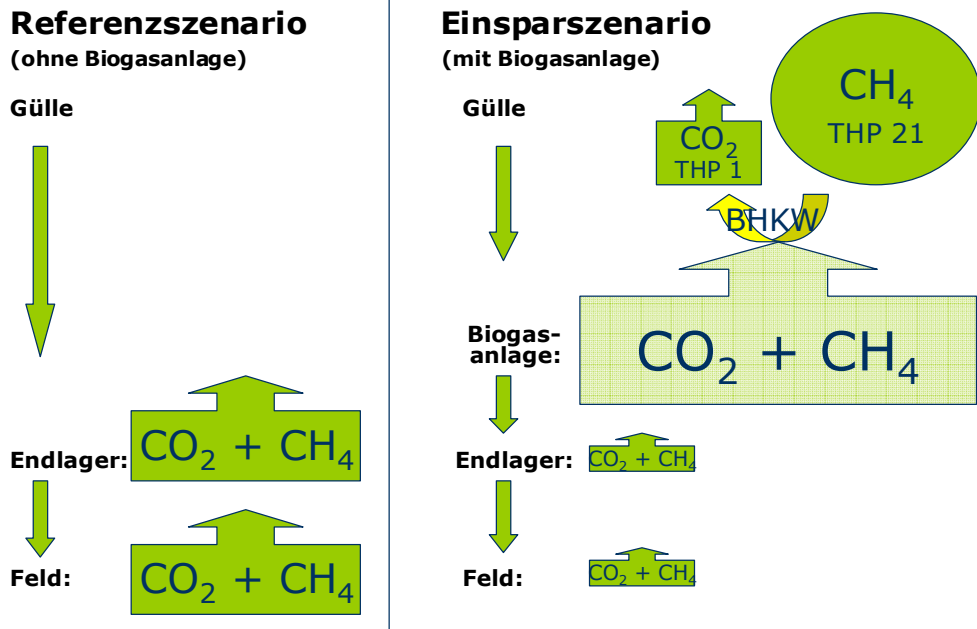 Referenzszenario
(ohne Biogasanlage)
Gülle
Endlager:
CO₂ + CH₄
Feld:
CO₂ + CH₄
Einsparszenario
(mit Biogasanlage)
Gülle
CO₂
THP 1
CH₄
THP 21
BHKW
Biogas-
anlage:
CO₂ + CH₄
Endlager:
CO₂ + CH₄
Feld:
CO₂ + CH₄